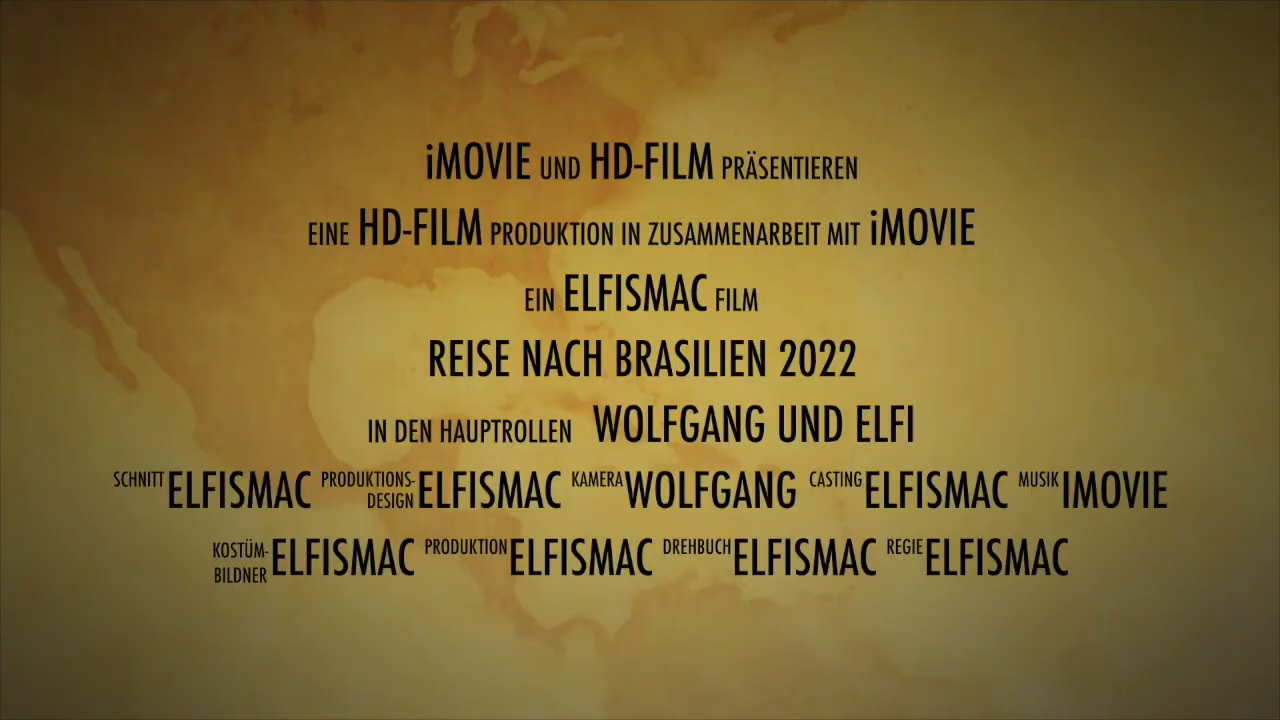 iMOVIE UND HD-FILM PRÄSENTIEREN
EINE HD-FILM PRODUKTION IN ZUSAMMENARBEIT MIT iMOVIE
EIN ELFISMAC FILM
REISE NACH BRASILIEN 2022
IN DEN HAUPTROLLEN WOLFGANG UND ELFI
SCHNITT ELFISMAC PRODUKTIONS-DESIGN ELFISMAC KAMERA WOLFGANG CASTING ELFISMAC MUSIK IMOVIE
KOSTÜM-BILDNER ELFISMAC PRODUKTION ELFISMAC DREHBUCH ELFISMAC REGIE ELFISMAC